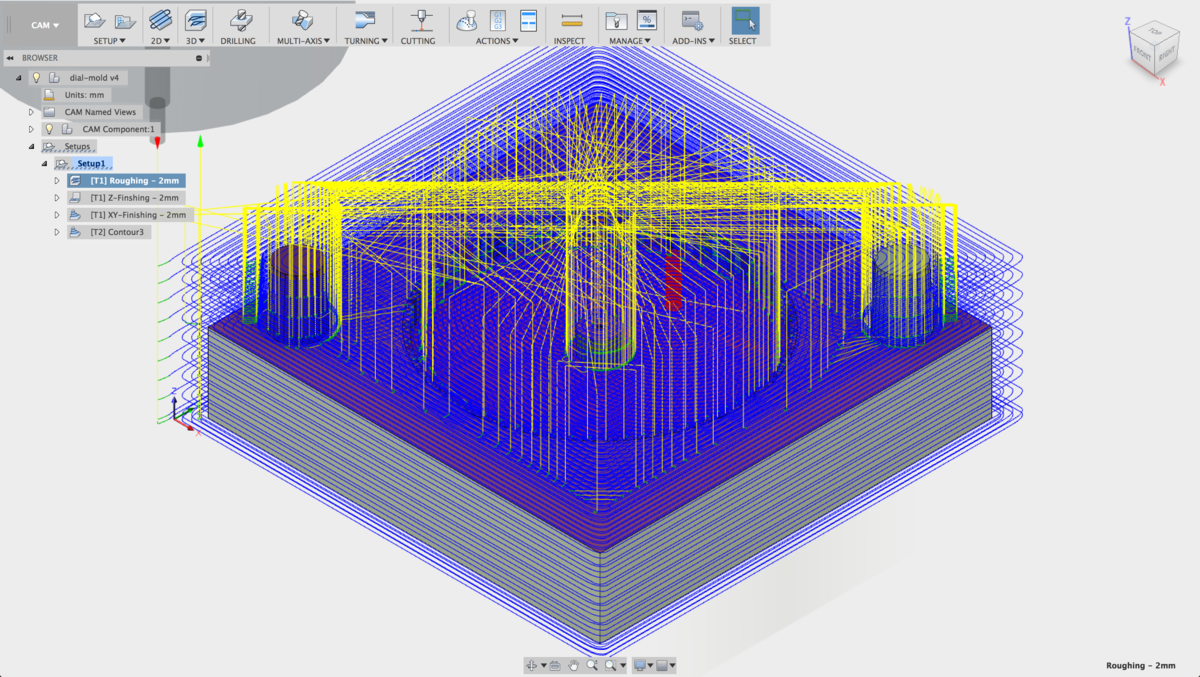 CAM
SETUP
2D
3D
DRILLING
MULTI-AXIS
TURNING
CUTTING
ACTIONS
INSPECT
MANAGE
ADD-INS
SELECT
G1
G2
%
BROWSER
dial-mold v4
Units: mm
CAM Named Views
CAM Component:1
Setups
Setup1
[T1] Roughing - 2mm
[T1] Z-Finshing - 2mm
[T1] XY-Finishing - 2mm
[T2] Contour3
Z
TOP
FRONT
RIGHT
X
Z
X
Roughing - 2mm